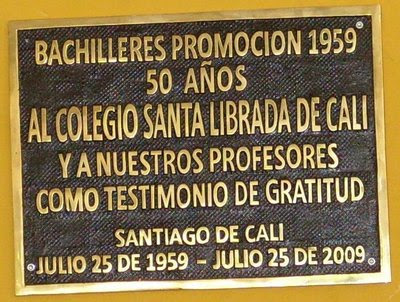 BACHILLERES PROMOCION 1959
50 AÑOS
AL COLEGIO SANTA LIBRADA DE CALI
Y A NUESTROS PROFESORES
COMO TESTIMONIO DE GRATITUD
SANTIAGO DE CALI
JULIO 25 DE 1959 - JULIO 25 DE 2009